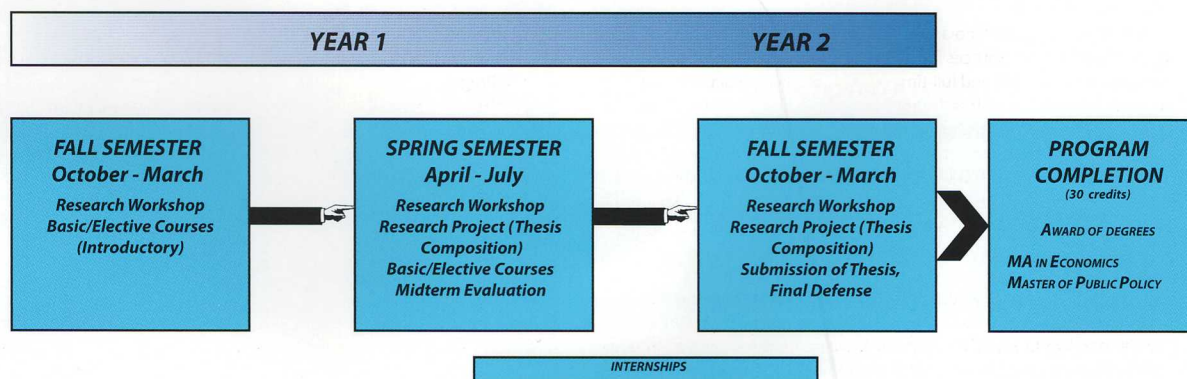 YEAR 1
YEAR 2
FALL SEMESTER
October - March
Research Workshop
Basic/Elective Courses
(Introductory)
SPRING SEMESTER
April - July
Research Workshop
Research Project (Thesis
Composition)
Basic/Elective Courses
Midterm Evaluation
FALL SEMESTER
October - March
Research Workshop
Research Project (Thesis
Composition)
Submission of Thesis,
Final Defense
PROGRAM
COMPLETION
(30 credits)
AWARD OF DEGREES
MA IN ECONOMICS
MASTER OF PUBLIC POLICY
INTERNSHIPS